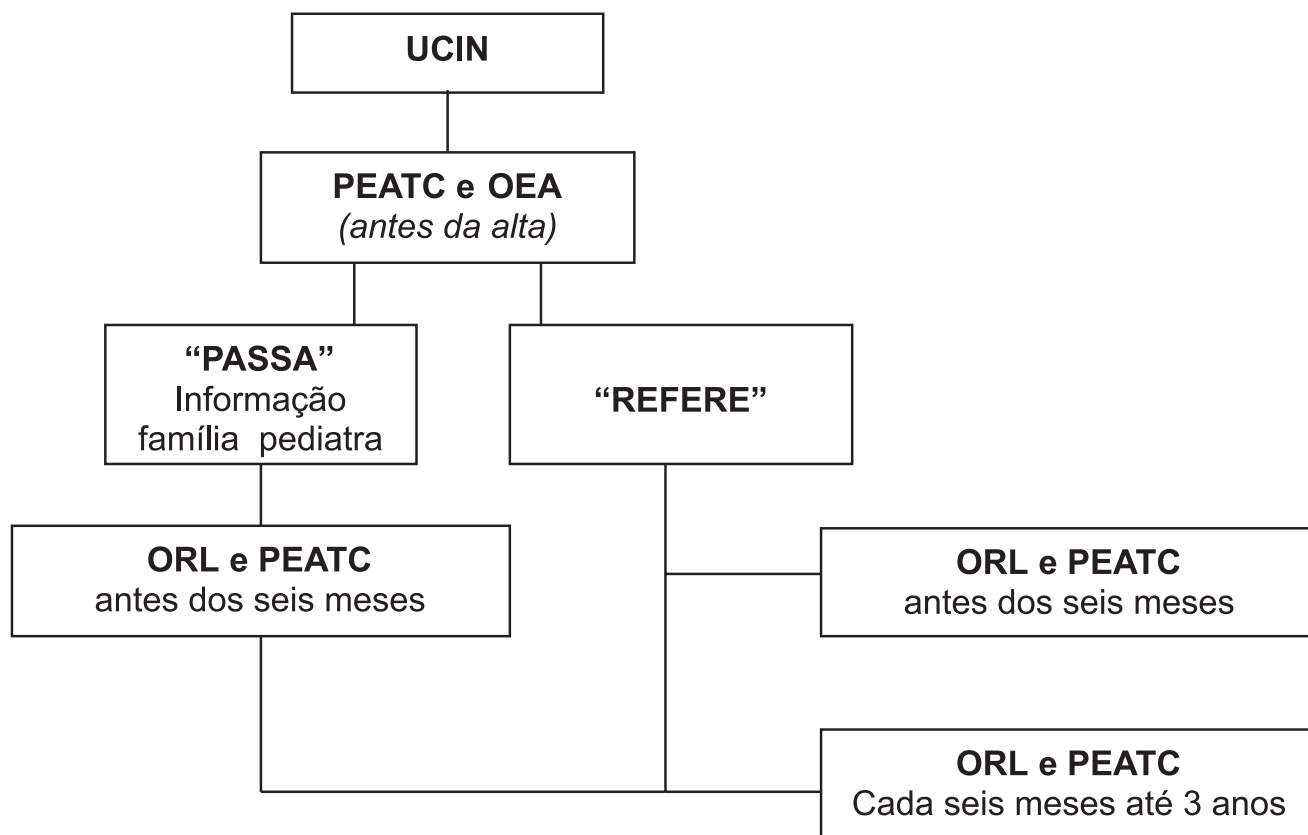 UCIN
PEATC e OEA
(antes da alta)
“PASSA”
Informação
família pediatra
“REFERE”
ORL e PEATC
antes dos seis meses
ORL e PEATC
antes dos seis meses
ORL e PEATC
Cada seis meses até 3 anos